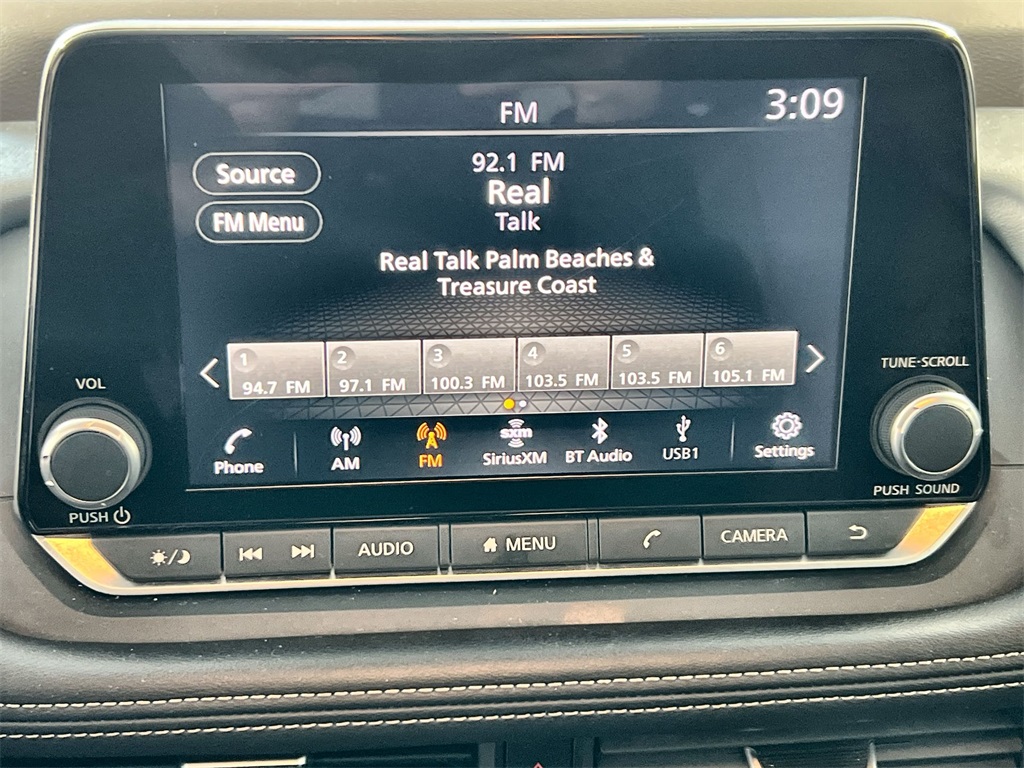 FM 3:09
Source
FM Menu
92.1 FM
Real
Talk
Real Talk Palm Beaches &
Treasure Coast
1 2 3 4 5 6
94.7 FM 97.1 FM 100.3 FM 103.5 FM 103.5 FM 105.1 FM
Phone AM FM sxm SiriusXM BT Audio USB1 Settings
VOL
PUSH
TUNE·SCROLL
PUSH SOUND
AUDIO MENU CAMERA